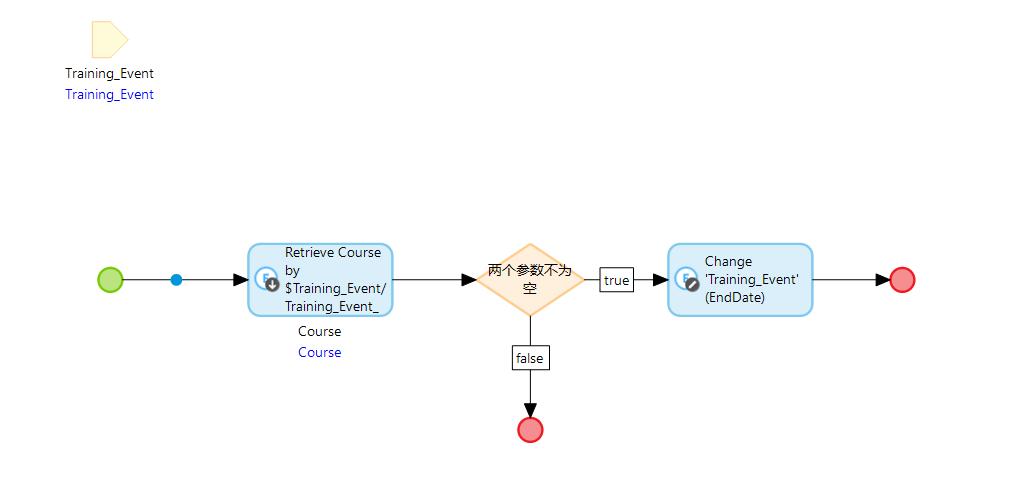 Training_Event
Training_Event
Retrieve Course
by
$Training_Event/
Training_Event_
Course
Course
两个参数不为
空
true
false
Change
'Training_Event'
(EndDate)